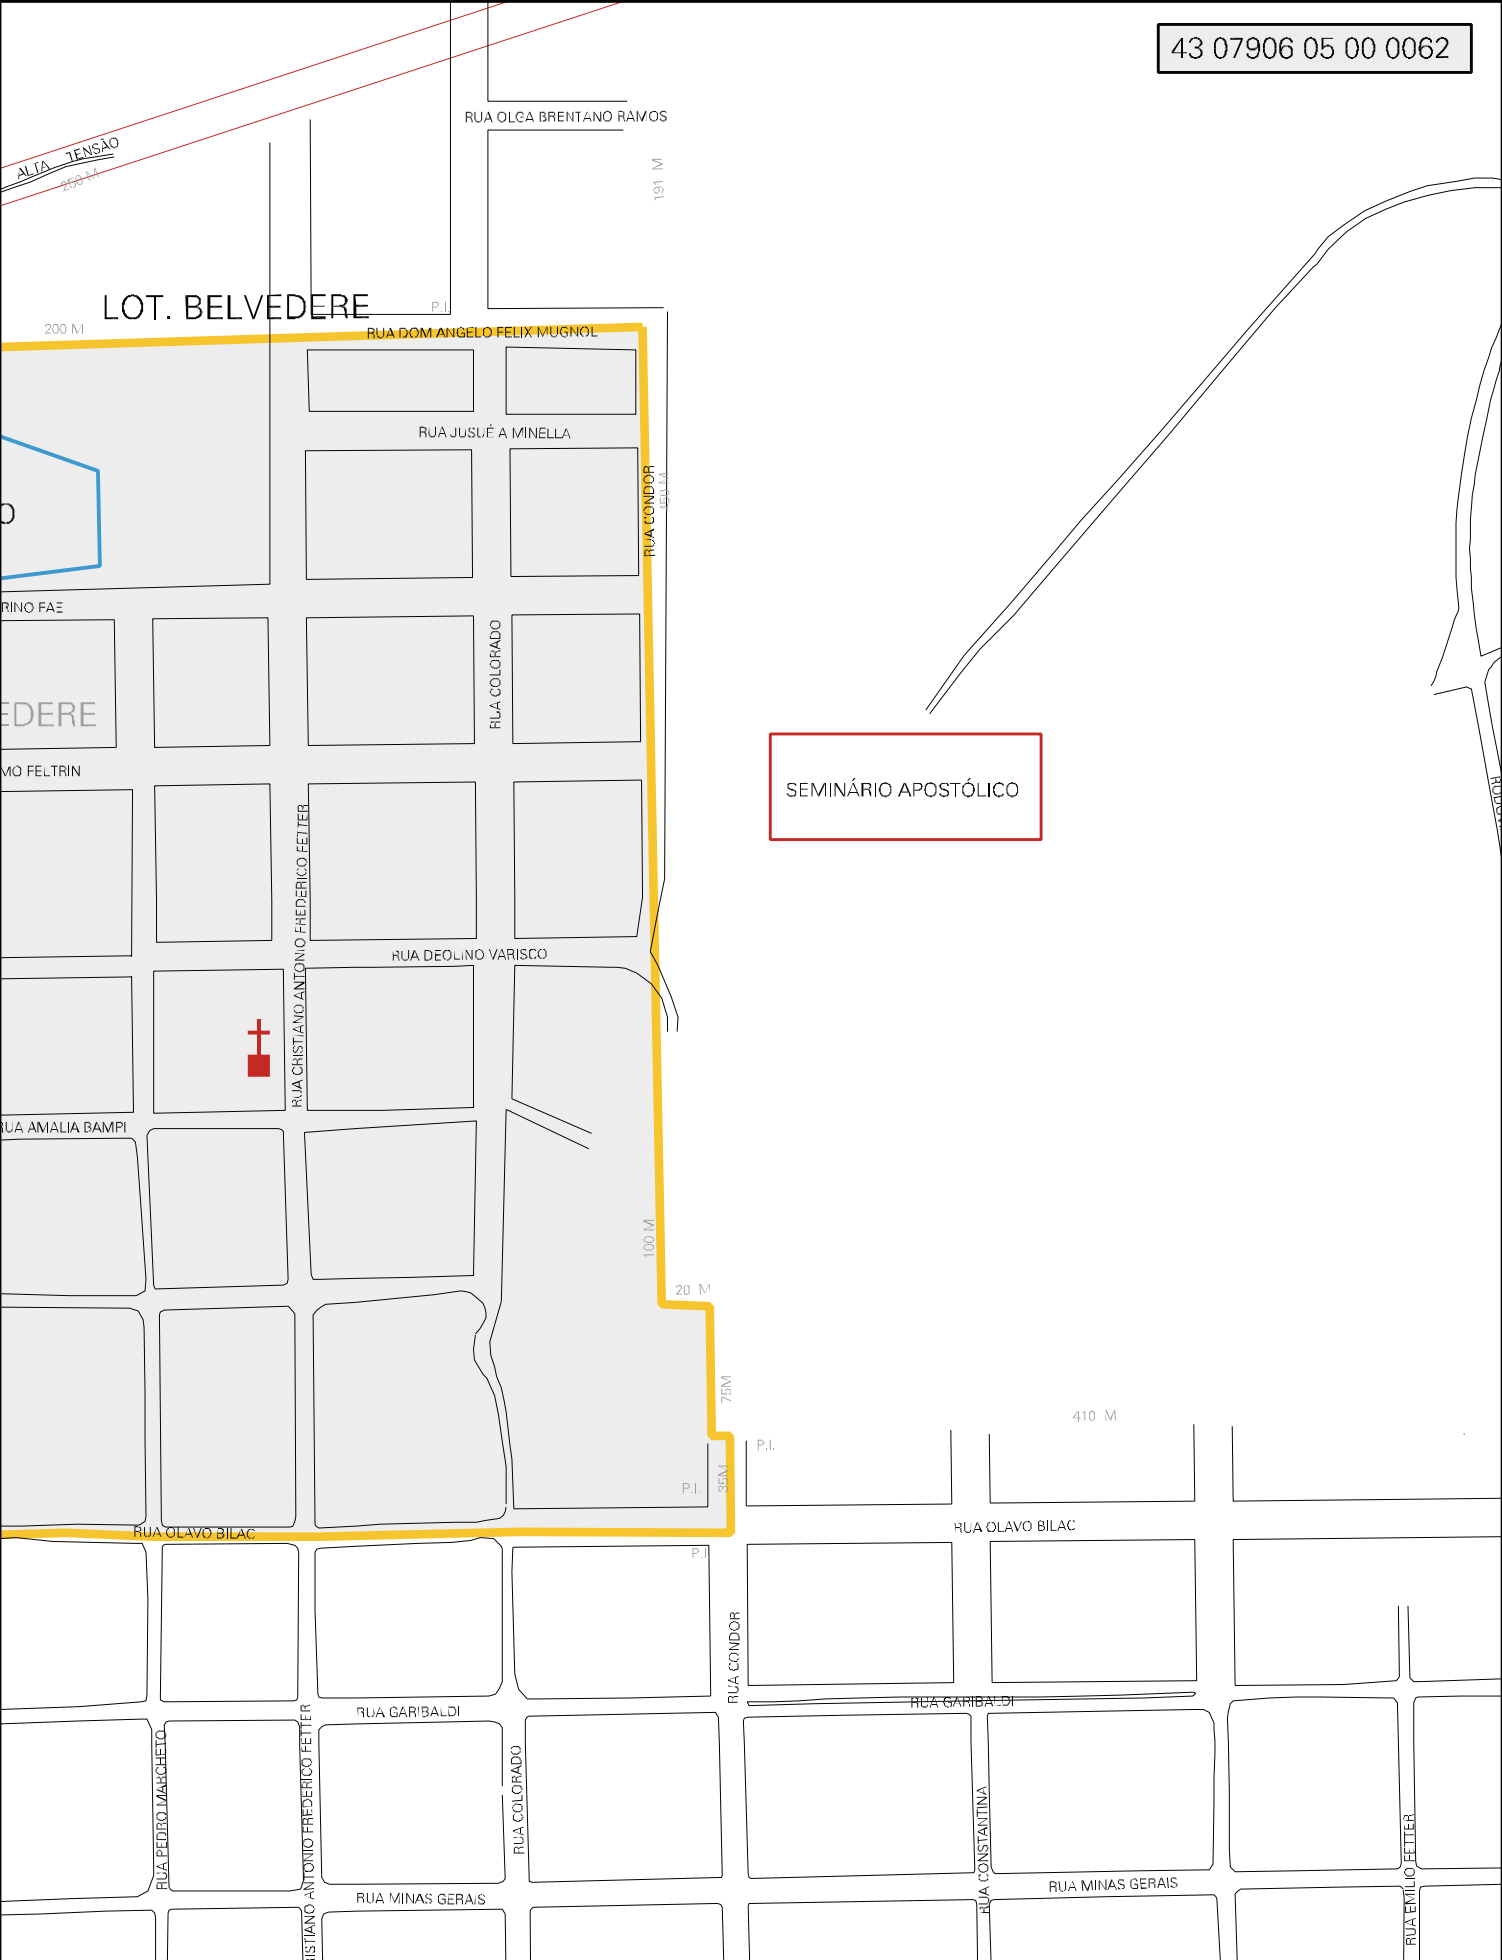 43 07906 05 00 0062
RUA OLGA BRENTANO RAMOS
ALTA TENSÃO
250 M
191 M
LOT. BELVEDERE
P.I.
200 M
RUA DOM ANGELO FELIX MUGNOL
RUA JUSUÉ A MINELLA
RUA CONDOR
150 M
O
RINO FAE
RUA COLORADO
EDERE
MO FELTRIN
SEMINÁRIO APOSTÓLICO
RUA CRISTIANO ANTONIO FREDERICO FETTER
RUA DEOLINO VARISCO
RUA AMALIA BAMPI
100 M
20 M
75M
410 M
P.I.
35M
P.I.
RUA OLAVO BILAC
RUA OLAVO BILAC
P.I.
RUA CONDOR
RUA GARIBALDI
RUA GARIBALDI
RUA PEDRO MARCHETO
RISTIANO ANTONIO FREDERICO FETTER
RUA COLORADO
RUA CONSTANTINA
RUA EMILIO FETTER
RUA MINAS GERAIS
RUA MINAS GERAIS